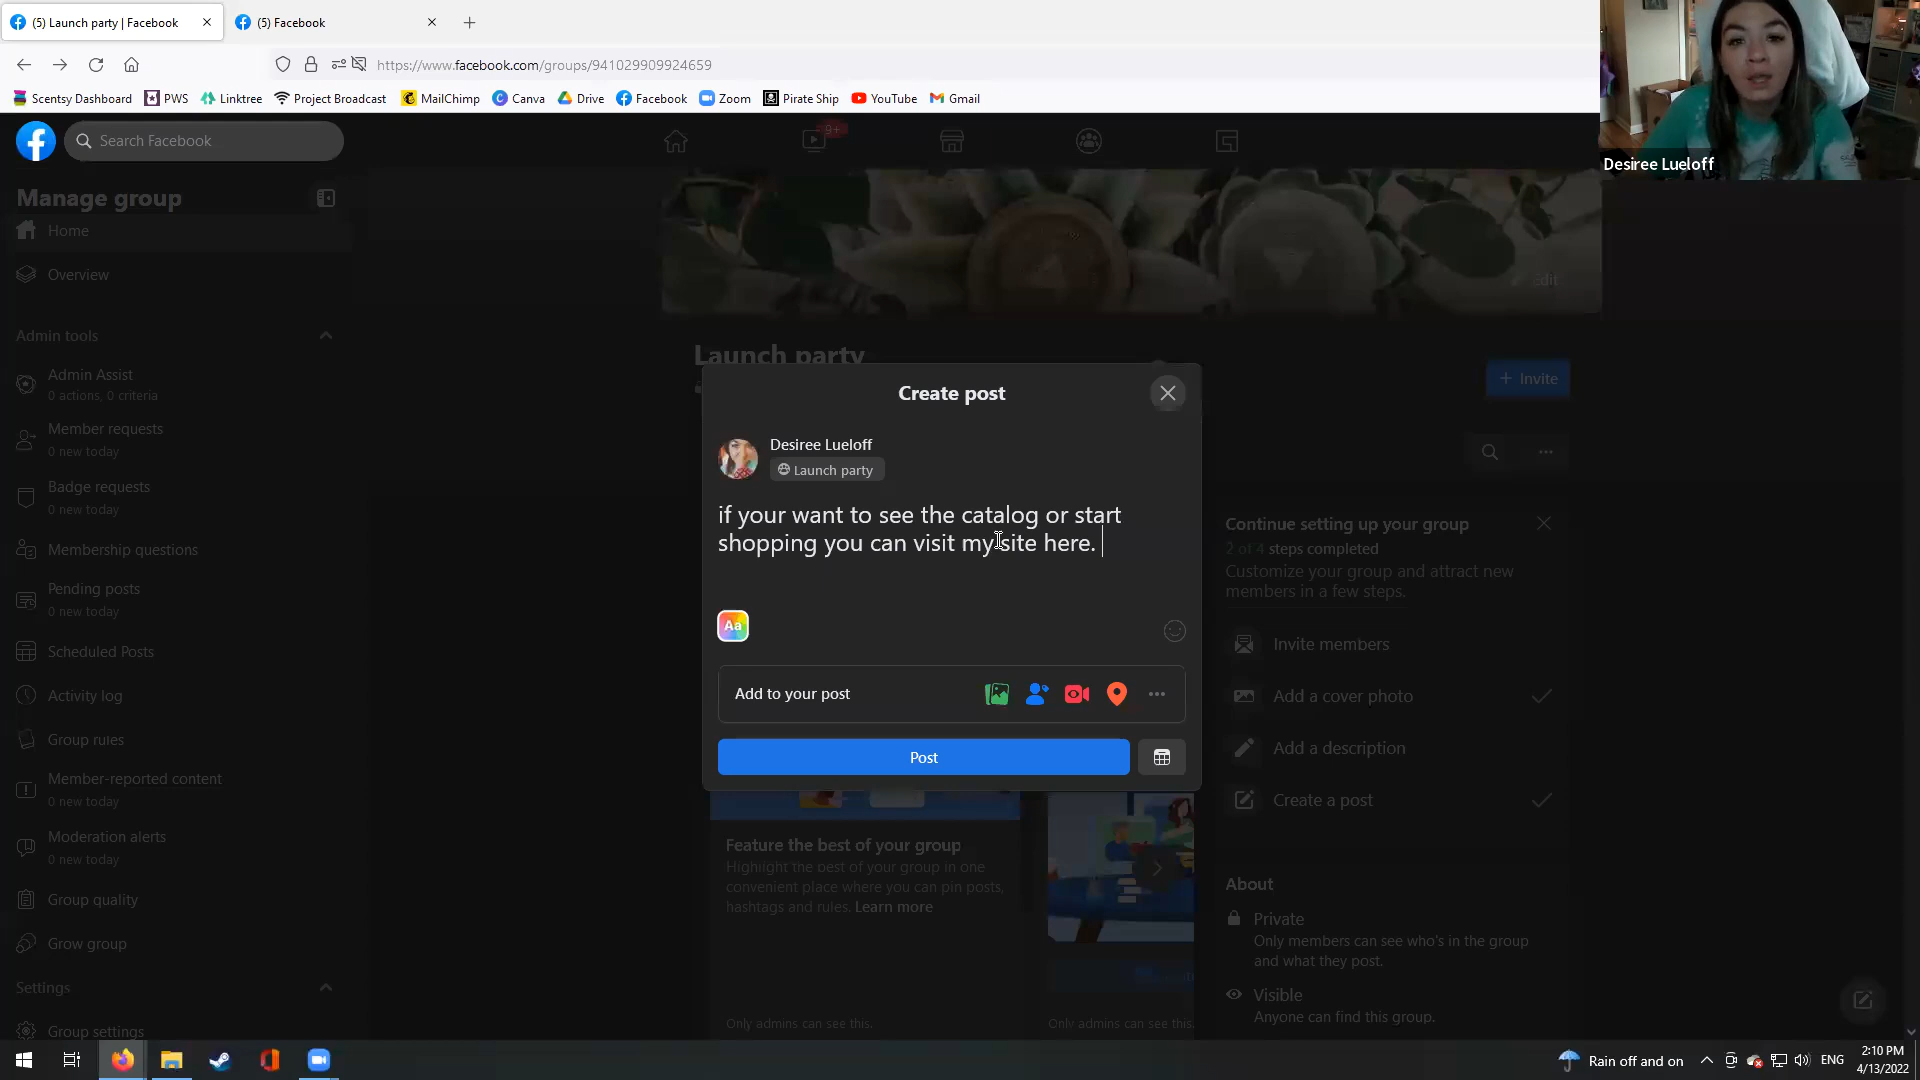 (5) Launch party | Facebook
(5) Facebook
https://www.facebook.com/groups/941029909924659
Scentsy Dashboard PWS Linktree Project Broadcast MailChimp Canva Drive Facebook Zoom Pirate Ship YouTube Gmail
Desiree Lueloff
Search Facebook
9+
Manage group
Home
Overview
edit
Admin tools
Launch party
Invite
Admin Assist
0 actions, 0 criteria
Create post
Member requests
0 new today
Desiree Lueloff
Launch party
Badge requests
0 new today
if your want to see the catalog or start
shopping you can visit my site here.
Membership questions
Pending posts
0 new today
Aa
Scheduled Posts
Activity log
Add to your post
Group rules
Post
Member-reported content
0 new today
Moderation alerts
0 new today
Group quality
Grow group
Feature the best of your group
Highlight the best of your group in one
convenient place where you can pin posts,
hashtags and rules. Learn more
Only admins can see this.
Only admins can see this.
Continue setting up your group
2 of 4 steps completed
Customize your group and attract new
members in a few steps.
Invite members
Add a cover photo
Add a description
Create a post
About
Private
Only members can see who's in the group
and what they post.
Visible
Anyone can find this group.
Settings
Group settings
Rain off and on
ENG
2:10 PM
4/13/2022